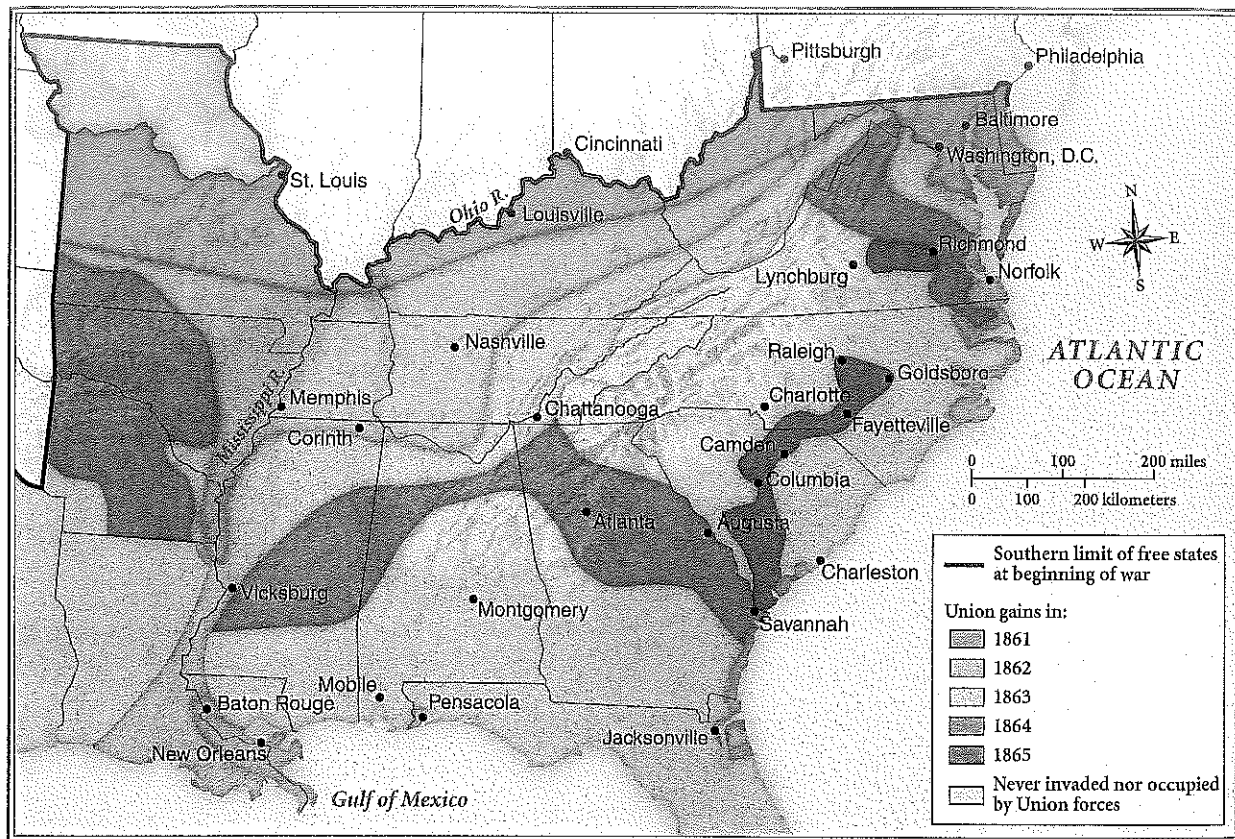 Pittsburgh
Philadelphia
Baltimore
Washington, D.C.
Cincinnati
St. Louis
Ohio R.
Louisville
Richmond
Lynchburg
Norfolk
N
W
E
S
Nashville
Raleigh
Goldsboro
ATLANTIC
OCEAN
Mississippi R.
Memphis
Chattanooga
Charlotte
Fayetteville
Corinth
Camden
Columbia
0 100 200 miles
0 100 200 kilometers
Atlanta
Augusta
Charleston
Vicksburg
Montgomery
Savannah
Mobile
Baton Rouge
Pensacola
Jacksonville
New Orleans
Gulf of Mexico
Southern limit of free states
at beginning of war
Union gains in:
1861
1862
1863
1864
1865
Never invaded nor occupied
by Union forces